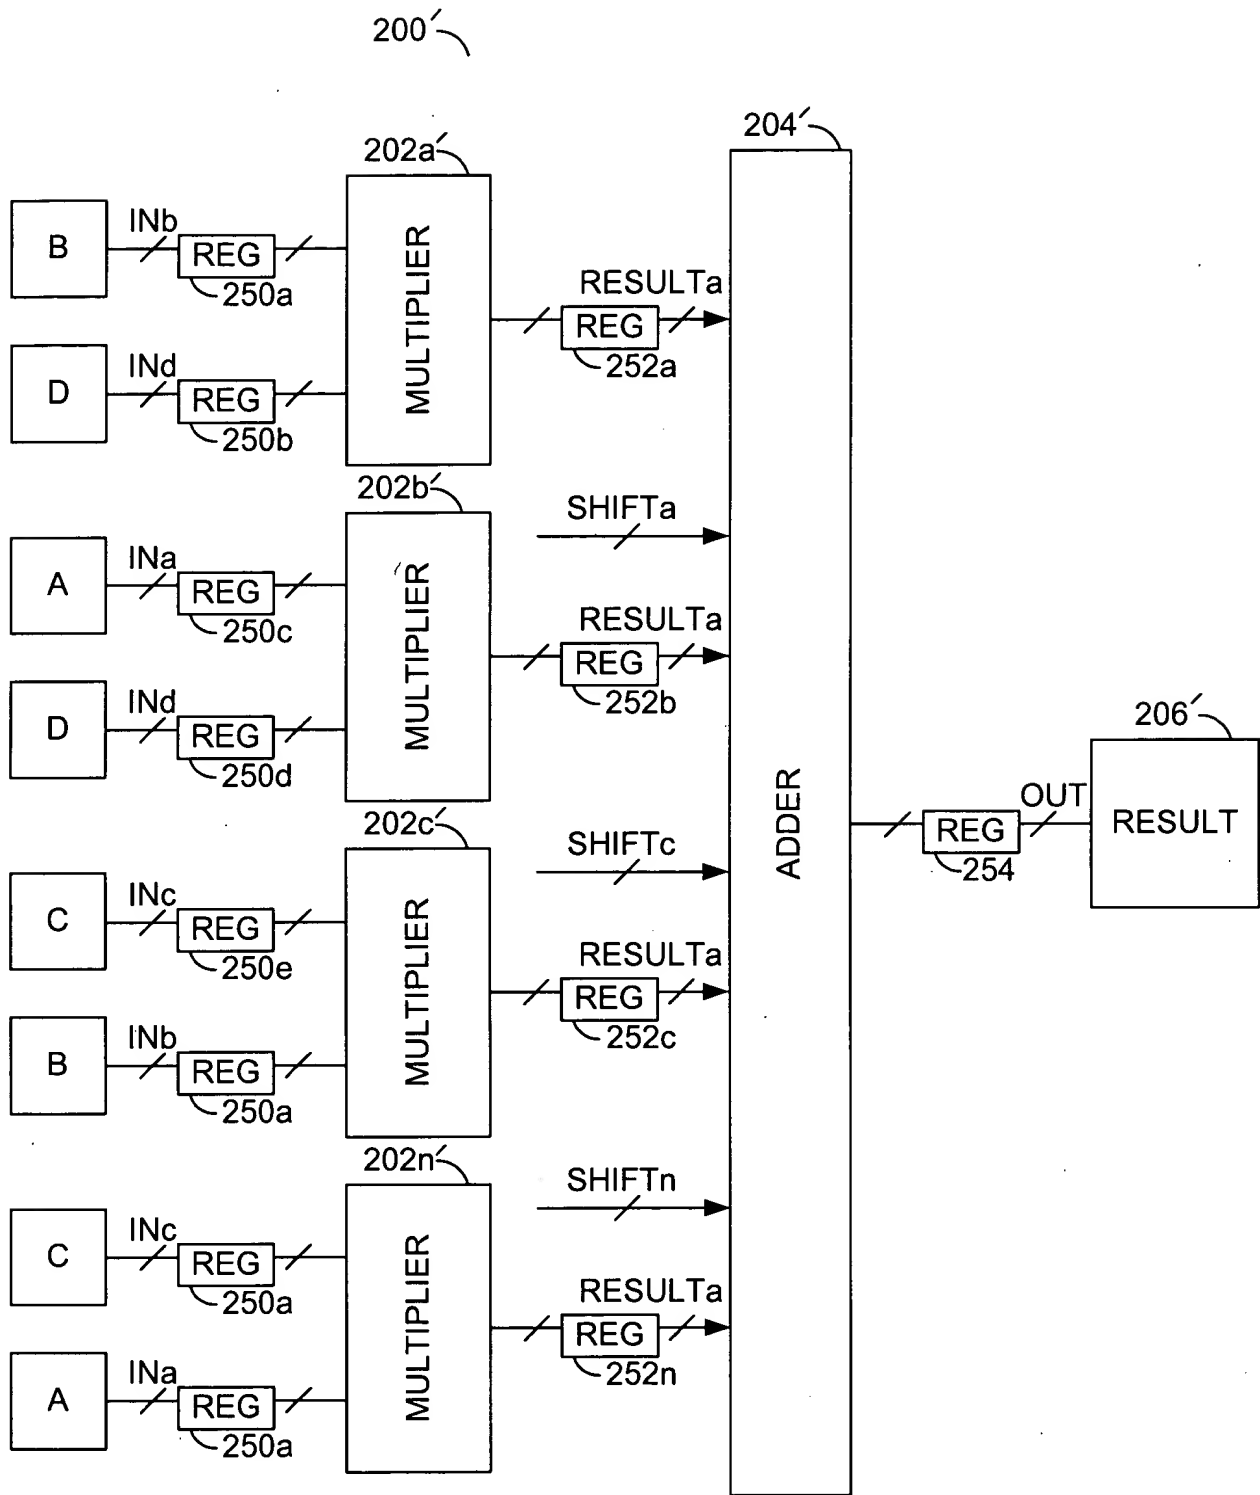 200′
204′
202a′
B
INb
REG
250a
MULTIPLIER
RESULTa
REG
252a
D
INd
REG
250b
202b′
SHIFTa
A
INa
REG
250c
MULTIPLIER
RESULTa
REG
252b
D
INd
REG
250d
ADDER
206′
OUT
REG
254
RESULT
202c′
SHIFTc
C
INc
REG
250e
MULTIPLIER
RESULTa
REG
252c
B
INb
REG
250a
202n′
SHIFTn
C
INc
REG
250a
MULTIPLIER
RESULTa
REG
252n
A
INa
REG
250a